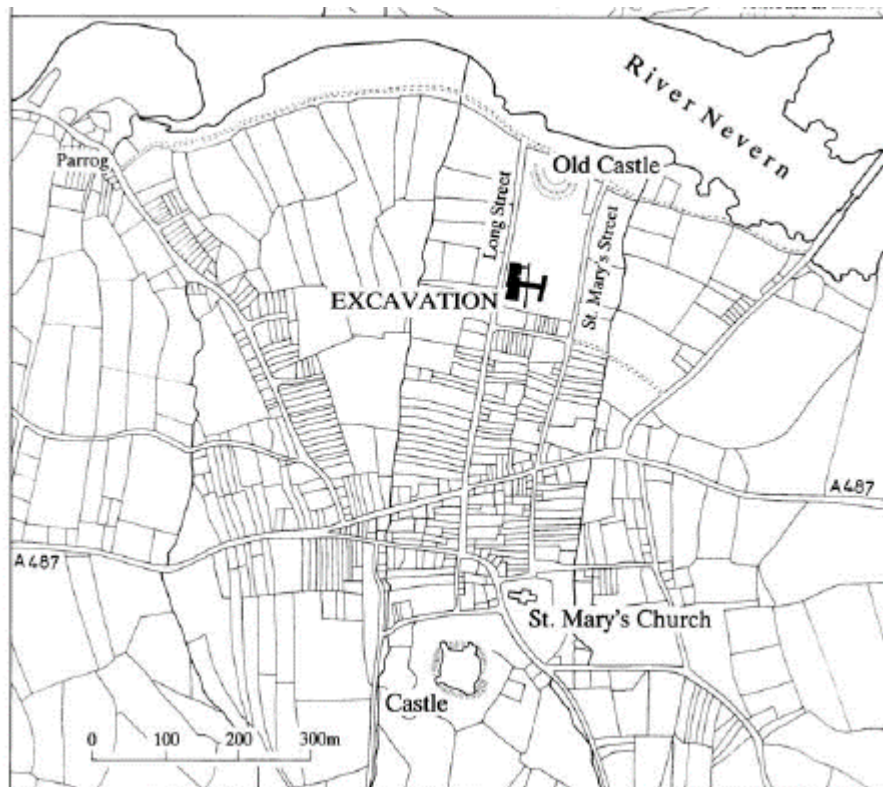 River Nevern
Parrog
Old Castle
Long Street
St. Mary's Street
EXCAVATION
A487
A487
St. Mary's Church
Castle
0 100 200 300m